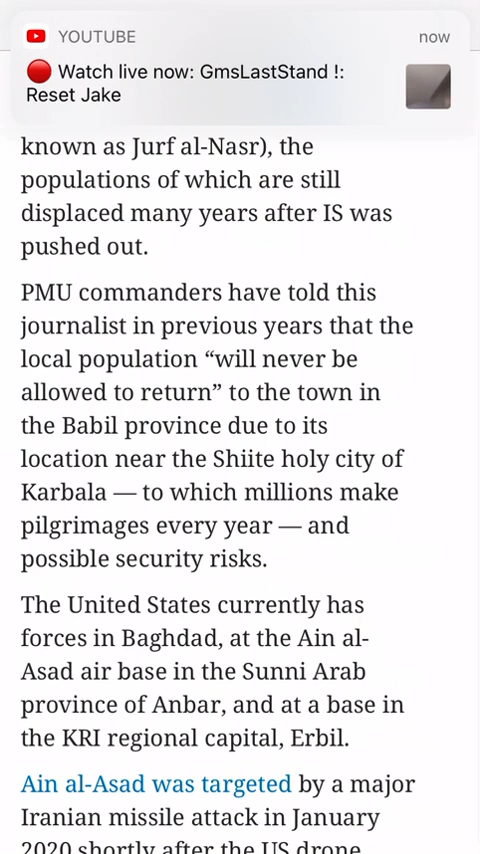 YOUTUBE
now
🔴 Watch live now: GmsLastStand !:
Reset Jake
known as Jurf al-Nasr), the
populations of which are still
displaced many years after IS was
pushed out.
PMU commanders have told this
journalist in previous years that the
local population “will never be
allowed to return” to the town in
the Babil province due to its
location near the Shiite holy city of
Karbala — to which millions make
pilgrimages every year — and
possible security risks.
The United States currently has
forces in Baghdad, at the Ain al-
Asad air base in the Sunni Arab
province of Anbar, and at a base in
the KRI regional capital, Erbil.
Ain al-Asad was targeted by a major
Iranian missile attack in January
2020 shortly after the US drone